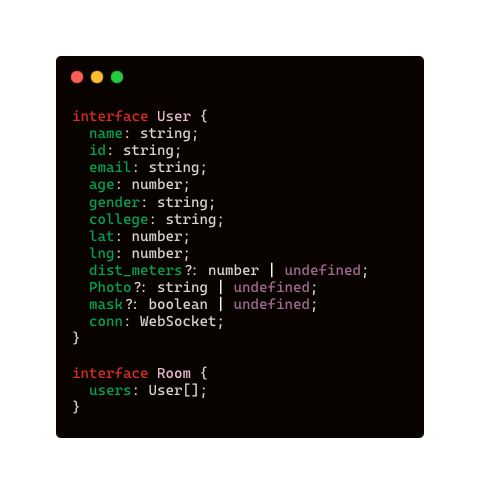 interface User {
  name: string;
  id: string;
  email: string;
  age: number;
  gender: string;
  college: string;
  lat: number;
  lng: number;
  dist_meters?: number | undefined;
  Photo?: string | undefined;
  mask?: boolean | undefined;
  conn: WebSocket;
}
interface Room {
  users: User[];
}